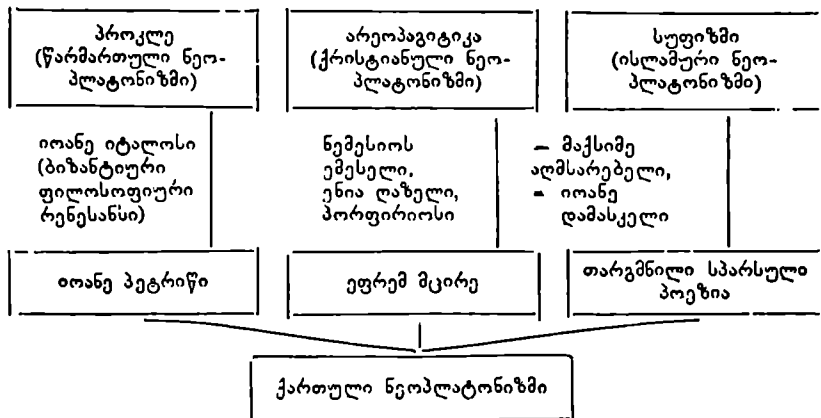 პროკლე
(წარმართული ნეო-
პლატონიზმი)
არეოპაგიტიკა
(ქრისტიანული ნეო-
პლატონიზმი)
სუფიზმი
(ისლამური ნეო-
პლატონიზმი)
იოანე იტალოსი
(ბიზანტიური
ფილოსოფიური
რენესანსი)
ნემესიოს
ემესელი,
ენია ღაზელი,
პორფირიოსი
– მაქსიმე
აღმსარებელი,
– იოანე
დამასკელი
იოანე პეტრიწი
ეფრემ მცირე
თარგმნილი სპარსული
პოეზია
ქართული ნეოპლატონიზმი